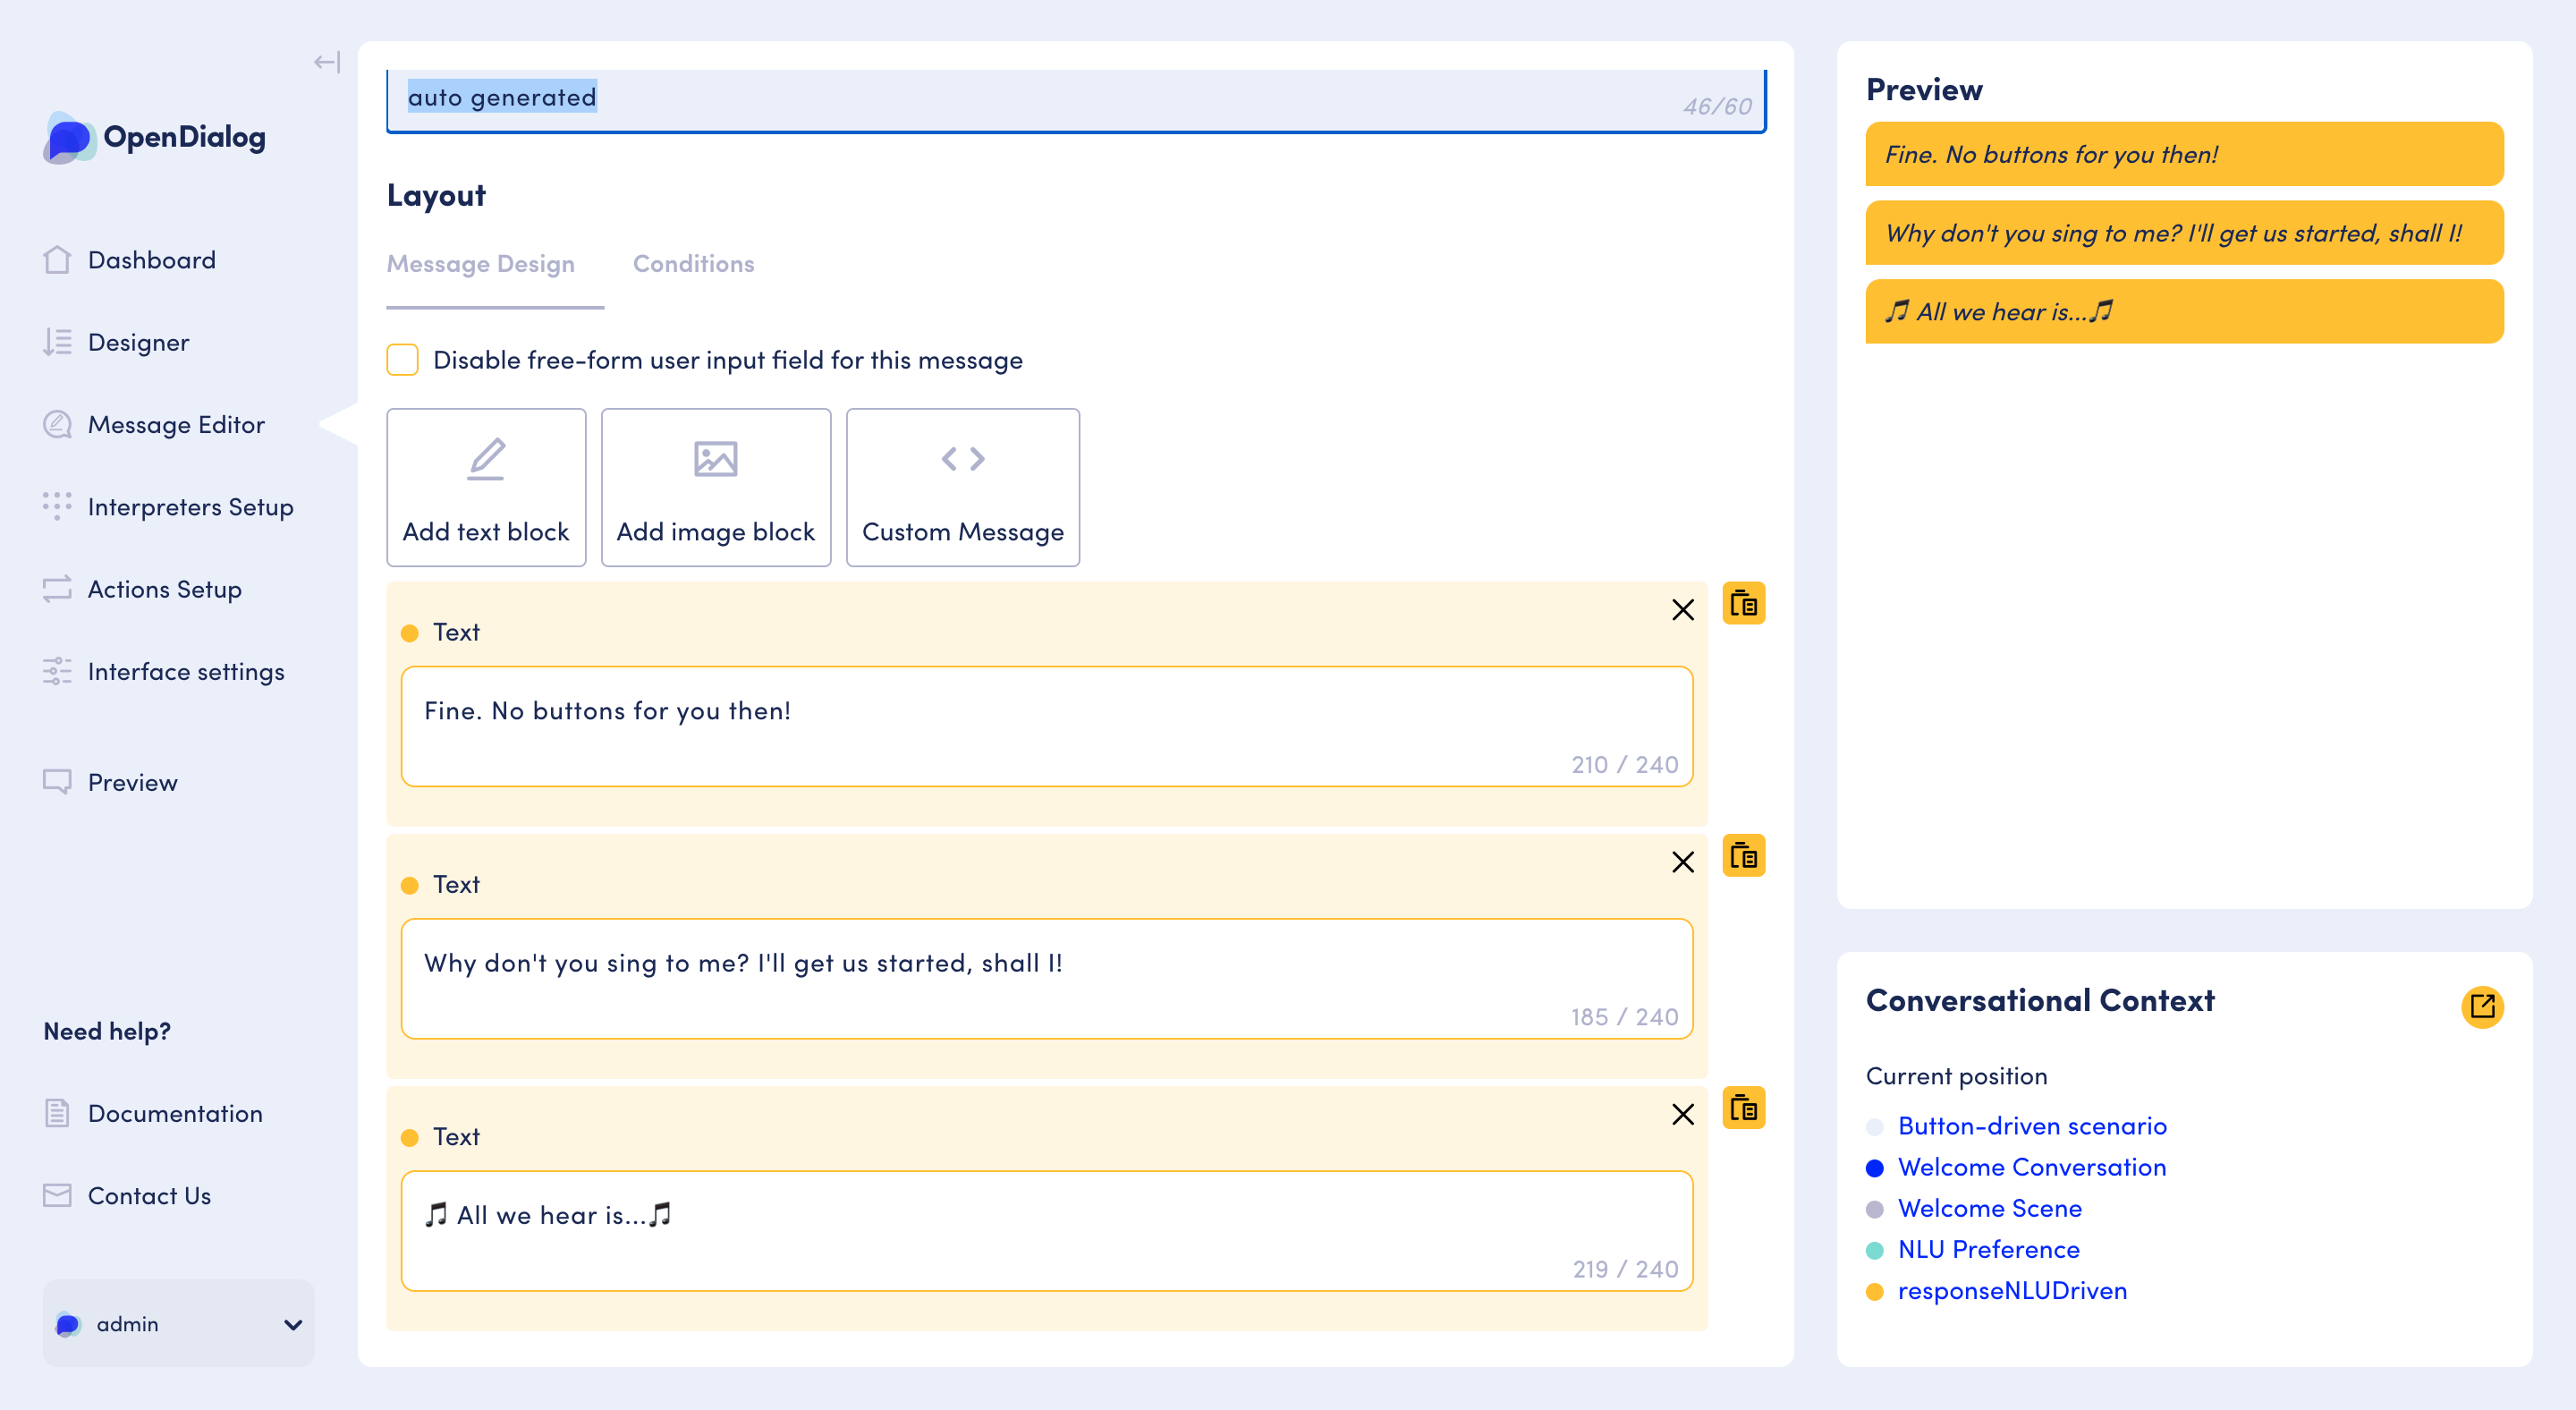 OpenDialog
Dashboard
Designer
Message Editor
Interpreters Setup
Actions Setup
Interface settings
Preview
Need help?
Documentation
Contact Us
admin
auto generated
46/60
Layout
Message Design
Conditions
Disable free-form user input field for this message
Add text block
Add image block
Custom Message
Text
Fine. No buttons for you then!
210 / 240
Text
Why don't you sing to me? I'll get us started, shall I!
185 / 240
Text
🎵 All we hear is...🎵
219 / 240
Preview
Fine. No buttons for you then!
Why don't you sing to me? I'll get us started, shall I!
🎵 All we hear is...🎵
Conversational Context
Current position
Button-driven scenario
Welcome Conversation
Welcome Scene
NLU Preference
responseNLUDriven